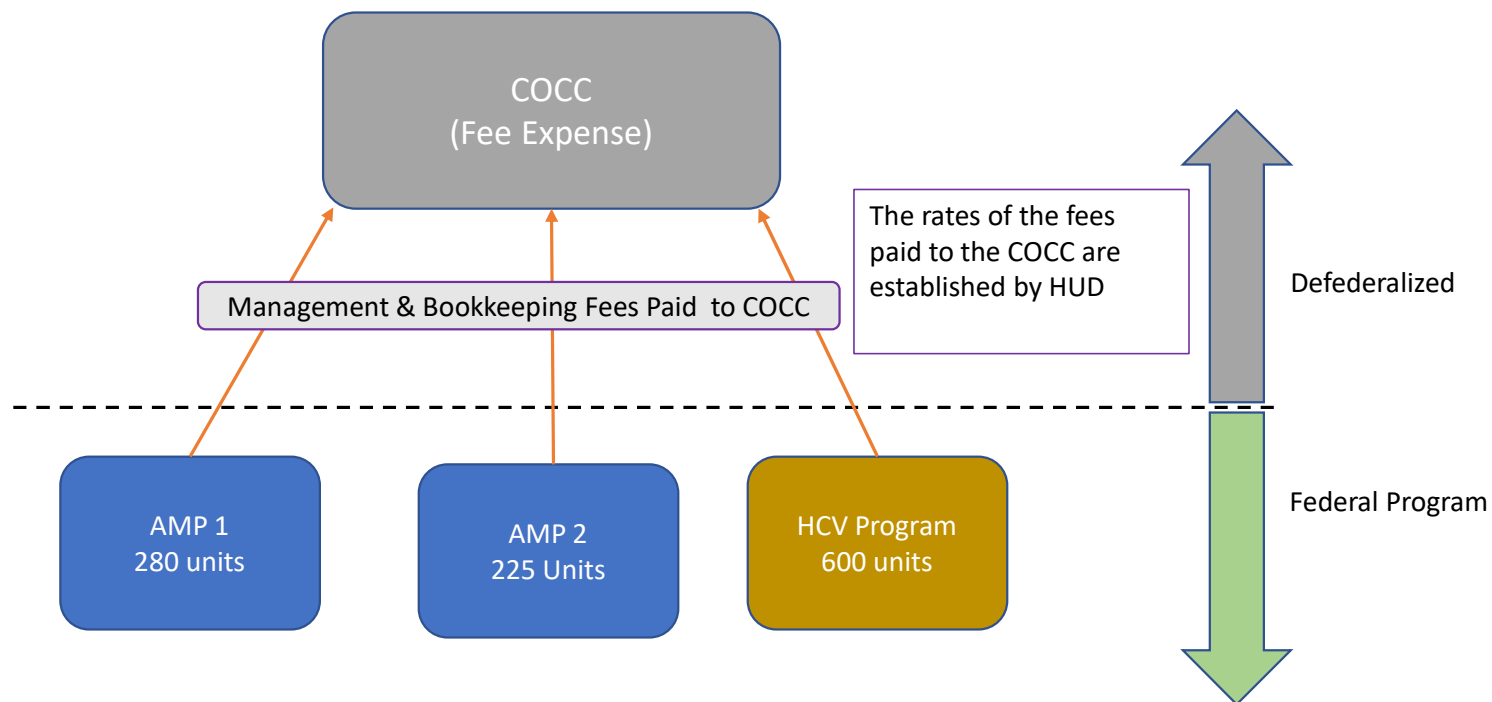 COCC
(Fee Expense)
The rates of the fees
paid to the COCC are
established by HUD
Defederalized
Management & Bookkeeping Fees Paid to COCC
AMP 1
280 units
AMP 2
225 Units
HCV Program
600 units
Federal Program